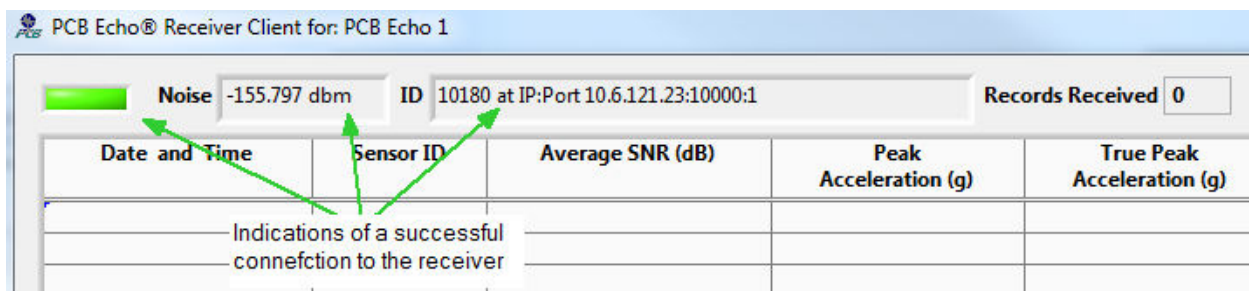 PCB Echo® Receiver Client for: PCB Echo 1
Noise -155.797 dbm ID 10180 at IP:Port 10.6.121.23:10000:1 Records Received 0
Date and Time Sensor ID Average SNR (dB) Peak Acceleration (g) True Peak Acceleration (g)
Indications of a successful
connefction to the receiver